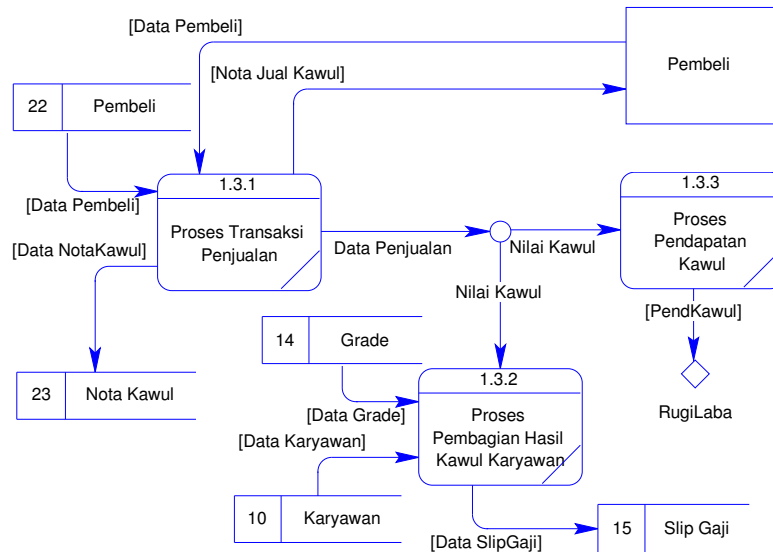 [Data Pembeli]
Pembeli
[Nota Jual Kawul]
22
Pembeli
1.3.1
1.3.3
[Data Pembeli]
Proses Transaksi
Penjualan
Proses
Pendapatan
Kawul
[Data NotaKawul]
Data Penjualan
Nilai Kawul
Nilai Kawul
[PendKawul]
14
Grade
1.3.2
23
Nota Kawul
[Data Grade]
Proses
Pembagian Hasil
Kawul Karyawan
RugiLaba
[Data Karyawan]
10
Karyawan
15
Slip Gaji
[Data SlipGaji]